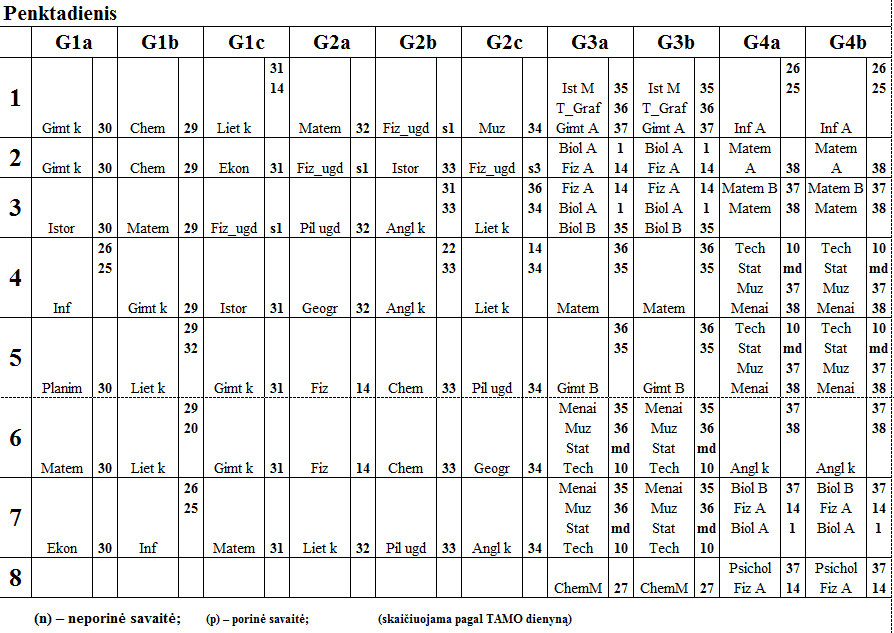 Penktadienis
G1a G1b G1c G2a G2b G2c G3a G3b G4a G4b
31 26 26
14 Ist M 35 Ist M 35 25 25
1 T_Graf 36 T_Graf 36
Gimt k 30 Chem 29 Liet k Matem 32 Fiz_ugd s1 Muz 34 Gimt A 37 Gimt A 37 Inf A Inf A
Biol A 1 Biol A 1 Matem Matem
2 Gimt k 30 Chem 29 Ekon 31 Fiz_ugd s1 Istor 33 Fiz_ugd s3 Fiz A 14 Fiz A 14 A 38 A 38
31 36 Fiz A 14 Fiz A 14 Matem B 37 Matem B 37
3 33 34 Biol A 1 Biol A 1 Matem 38 Matem 38
Istor 30 Matem 29 Fiz_ugd s1 Pil ugd 32 Angl k Liet k Biol B 35 Biol B 35
26 22 14 36 36 Tech 10 Tech 10
25 33 34 35 35 Stat md Stat md
4 Muz 37 Muz 37
Inf Gimt k 29 Istor 31 Geogr 32 Angl k Liet k Matem Matem Menai 38 Menai 38
29 36 36 Tech 10 Tech 10
32 35 35 Stat md Stat md
5 Muz 37 Muz 37
Planim 30 Liet k Gimt k 31 Fiz 14 Chem 33 Pil ugd 34 Gimt B Gimt B Menai 38 Menai 38
29 Menai 35 Menai 35 37 37
20 Muz 36 Muz 36 38 38
6 Stat md Stat md
Matem 30 Liet k Gimt k 31 Fiz 14 Chem 33 Geogr 34 Tech 10 Tech 10 Angl k Angl k
26 Menai 35 Menai 35 Biol B 37 Biol B 37
25 Muz 36 Muz 36 Fiz A 14 Fiz A 14
7 Stat md Stat md Biol A 1 Biol A 1
Ekon 30 Inf Matem 31 Liet k 32 Pil ugd 33 Angl k 34 Tech 10 Tech 10
Psichol 37 Psichol 37
8 ChemM 27 ChemM 27 Fiz A 14 Fiz A 14
(n) – neporinė savaitė; (p) – porinė savaitė; (skaičiuojama pagal TAMO dienyną)